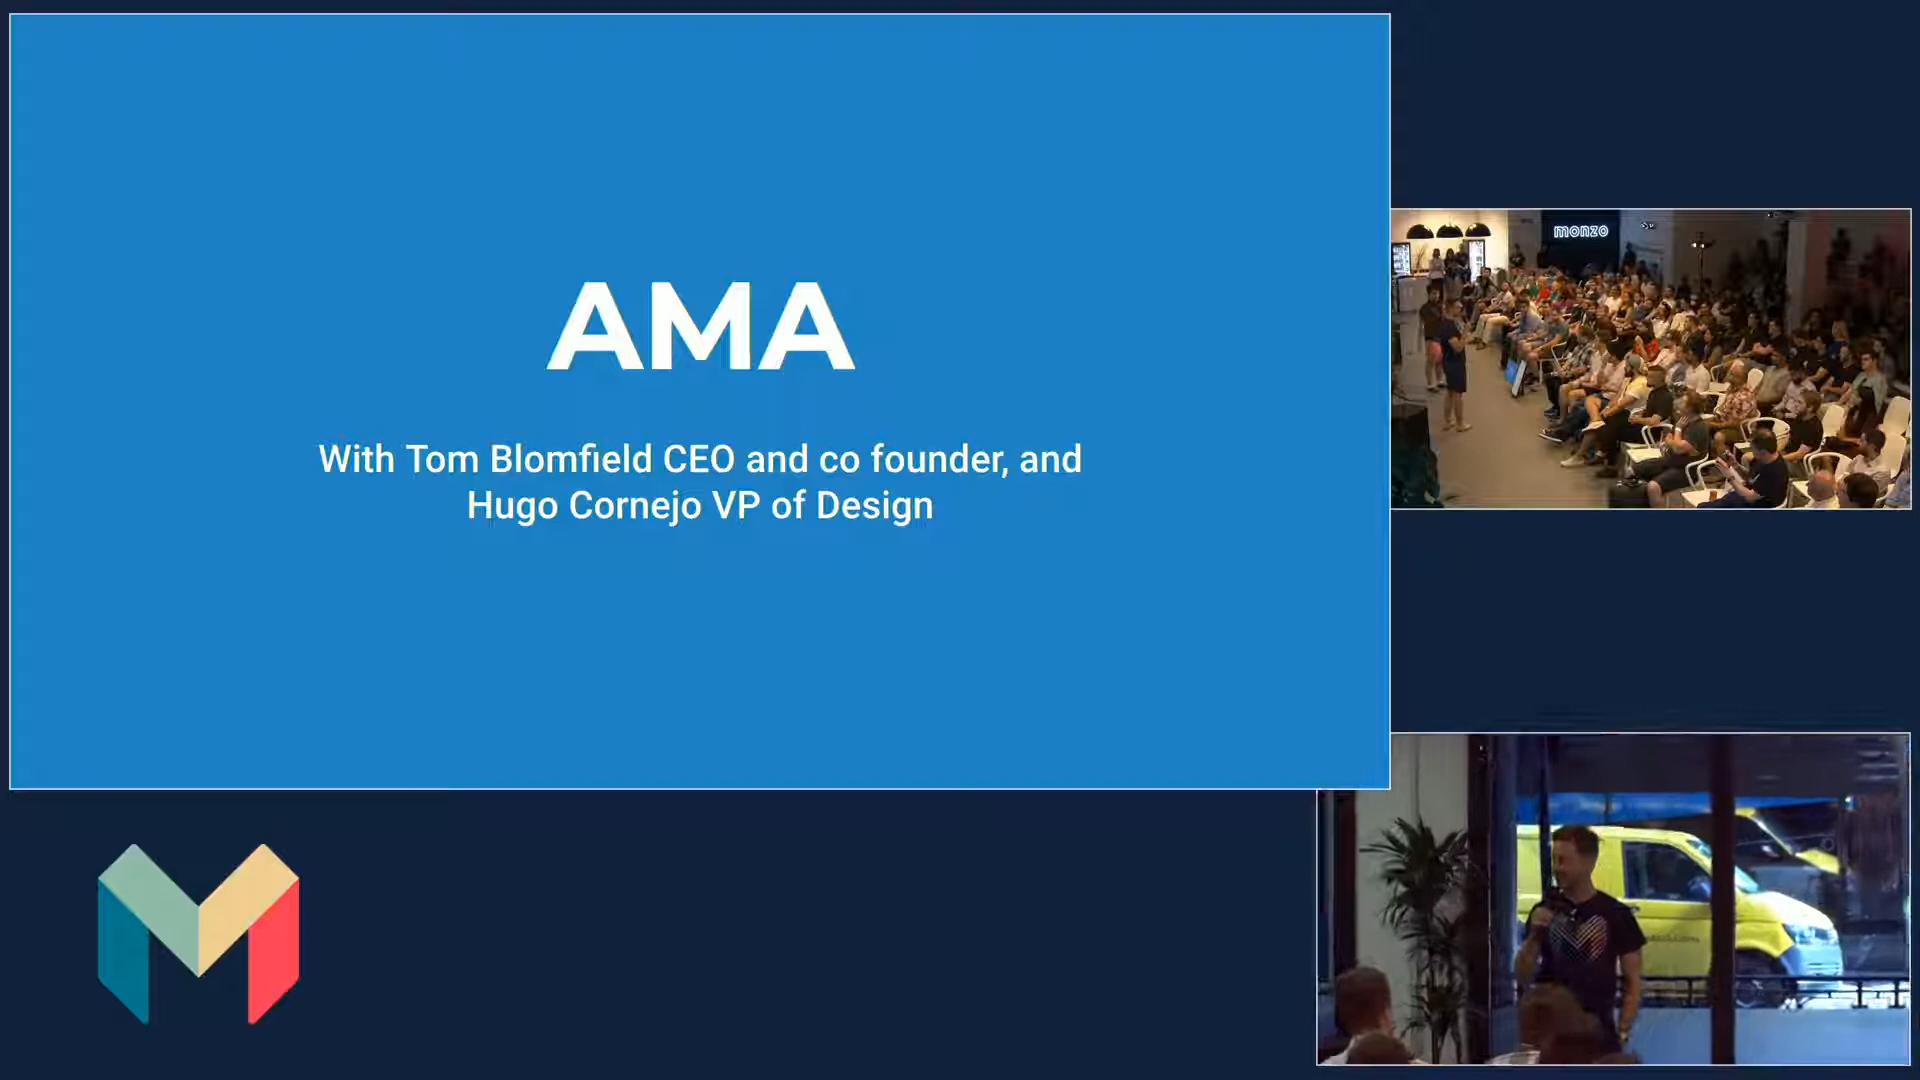 AMA
With Tom Blomfield CEO and co founder, and
Hugo Cornejo VP of Design
monzo